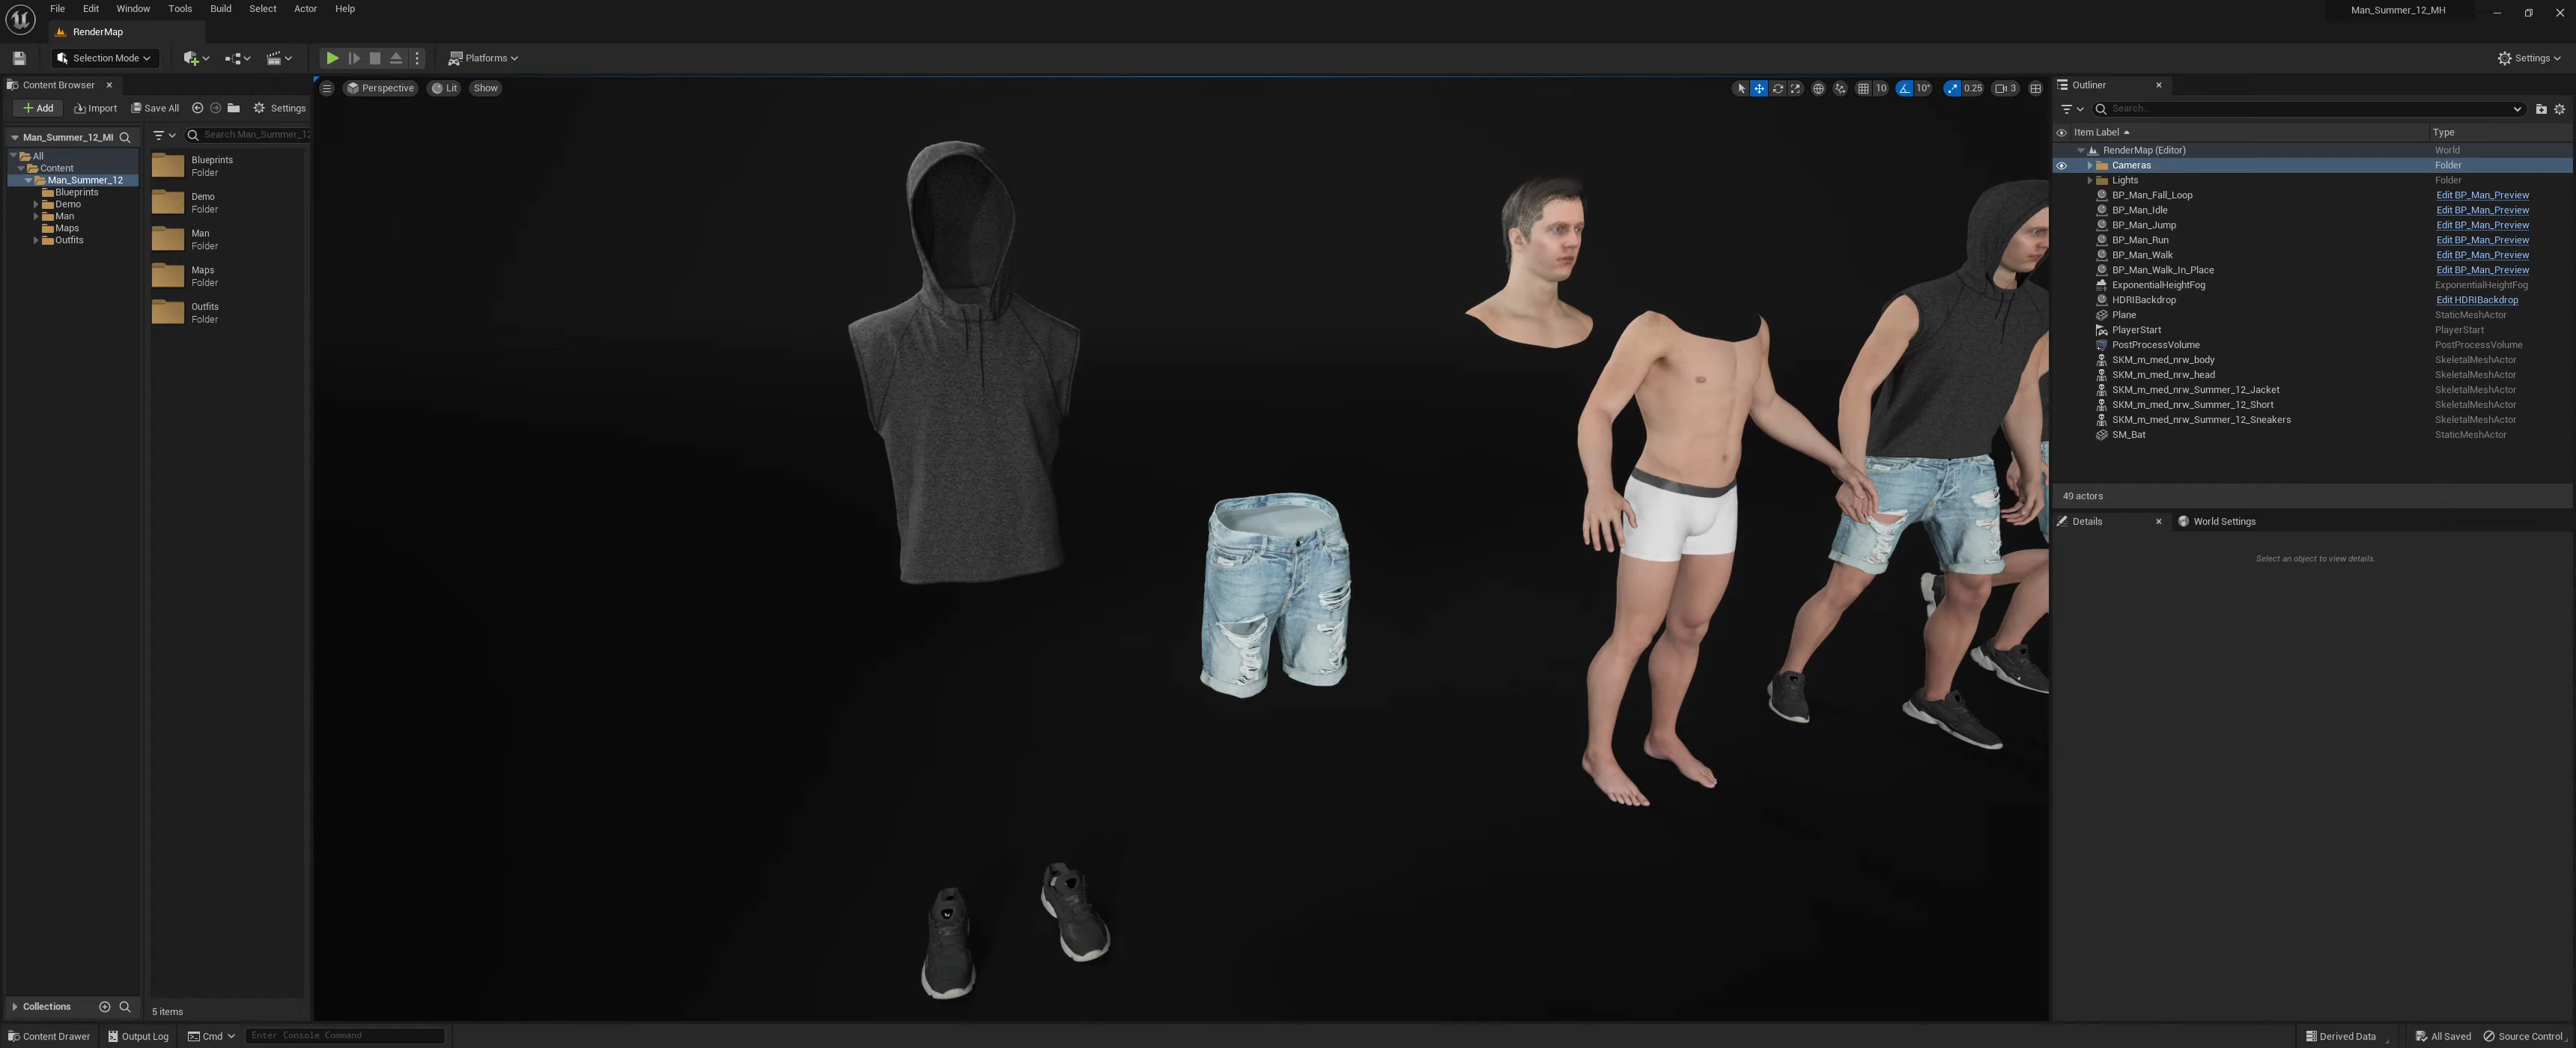 File Edit Window Tools Build Select Actor Help
Man_Summer_12_MH
RenderMap
Selection Mode
Platforms
Settings
Content Browser
Add Import Save All Settings
Man_Summer_12_MI
Search Man_Summer_12
All
Content
Man_Summer_12
Blueprints
Demo
Man
Maps
Outfits
Blueprints
Folder
Demo
Folder
Man
Folder
Maps
Folder
Outfits
Folder
Collections
5 items
Perspective Lit Show
10 10° 0.25 3
Outliner
Search...
Item Label Type
RenderMap (Editor) World
Cameras Folder
Lights Folder
BP_Man_Fall_Loop Edit BP_Man_Preview
BP_Man_Idle Edit BP_Man_Preview
BP_Man_Jump Edit BP_Man_Preview
BP_Man_Run Edit BP_Man_Preview
BP_Man_Walk Edit BP_Man_Preview
BP_Man_Walk_In_Place Edit BP_Man_Preview
ExponentialHeightFog ExponentialHeightFog
HDRIBackdrop Edit HDRIBackdrop
Plane StaticMeshActor
PlayerStart PlayerStart
PostProcessVolume PostProcessVolume
SKM_m_med_nrw_body SkeletalMeshActor
SKM_m_med_nrw_head SkeletalMeshActor
SKM_m_med_nrw_Summer_12_Jacket SkeletalMeshActor
SKM_m_med_nrw_Summer_12_Short SkeletalMeshActor
SKM_m_med_nrw_Summer_12_Sneakers SkeletalMeshActor
SM_Bat StaticMeshActor
49 actors
Details World Settings
Select an object to view details.
Content Drawer Output Log Cmd Enter Console Command
Derived Data All Saved Source Control